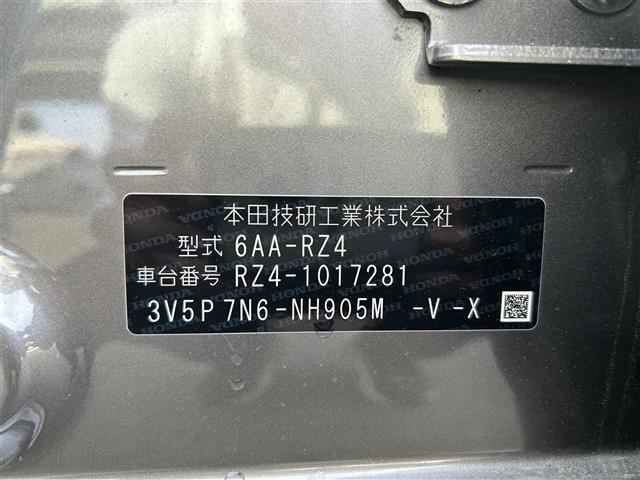 本田技研工業株式会社
型式 6AA-RZ4
車台番号 RZ4-1017281
3V5P7N6-NH905M -V -X